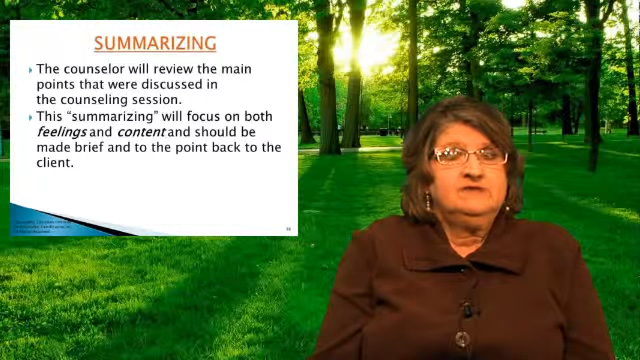 SUMMARIZING
The counselor will review the main
points that were discussed in
the counseling session.
This "summarizing" will focus on both
feelings and content and should be
made brief and to the point back to the
client.